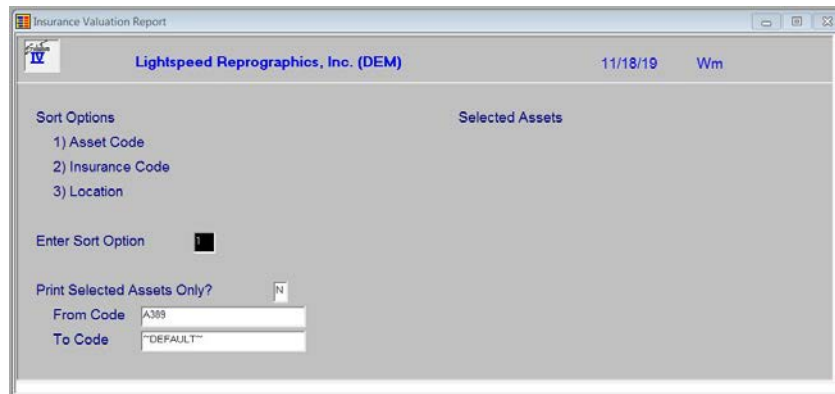 Insurance Valuation Report
IV
Lightspeed Reprographics, Inc. (DEM) 11/18/19 Wm
Sort Options Selected Assets
1) Asset Code
2) Insurance Code
3) Location
Enter Sort Option 1
Print Selected Assets Only? N
From Code A389
To Code ~DEFAULT~